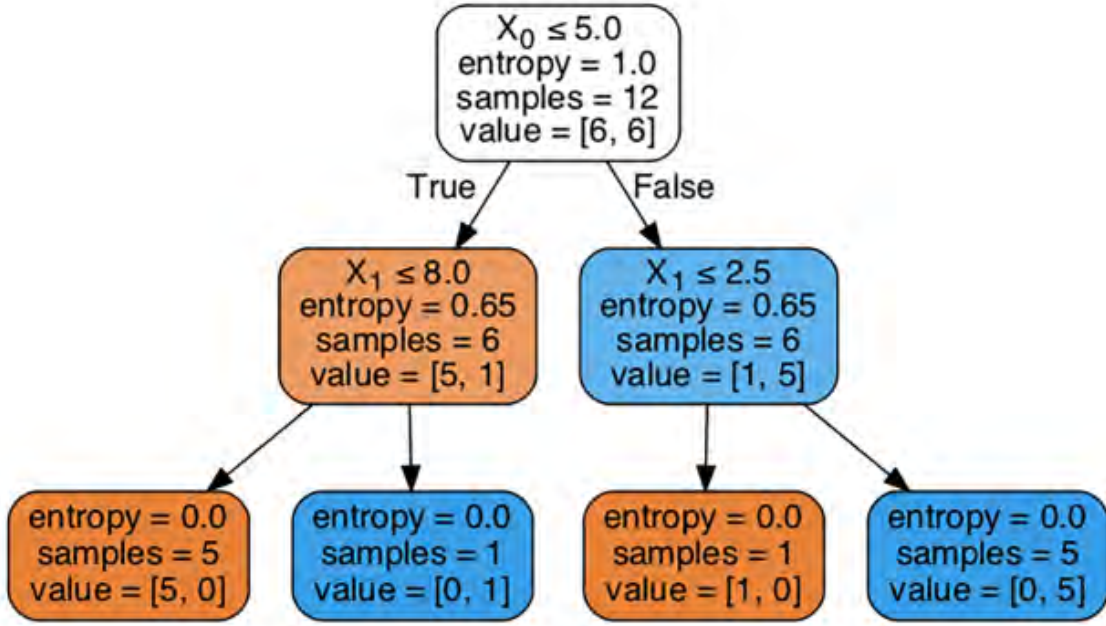 X₀ ≤ 5.0
entropy = 1.0
samples = 12
value = [6, 6]
True
False
X₁ ≤ 8.0
entropy = 0.65
samples = 6
value = [5, 1]
X₁ ≤ 2.5
entropy = 0.65
samples = 6
value = [1, 5]
entropy = 0.0
samples = 5
value = [5, 0]
entropy = 0.0
samples = 1
value = [0, 1]
entropy = 0.0
samples = 1
value = [1, 0]
entropy = 0.0
samples = 5
value = [0, 5]